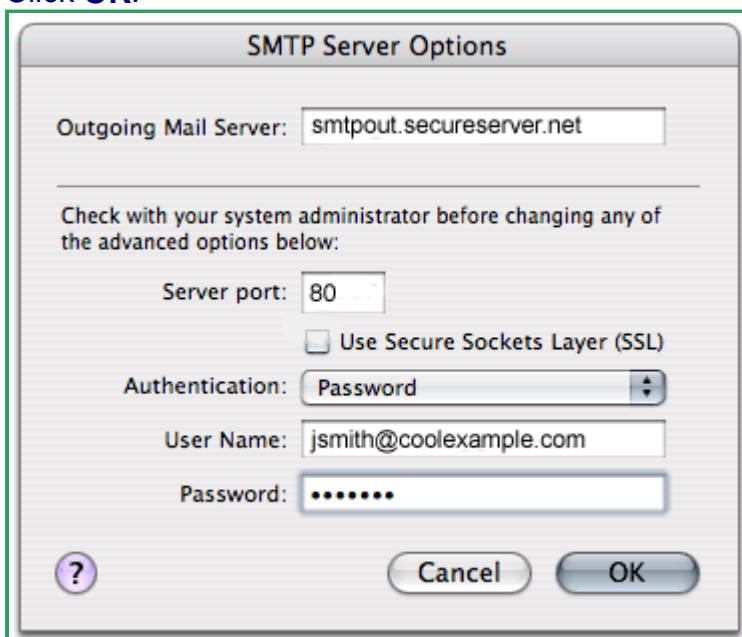 Click OK.
SMTP Server Options
Outgoing Mail Server: smtpout.secureserver.net
Check with your system administrator before changing any of
the advanced options below:
Server port: 80
Use Secure Sockets Layer (SSL)
Authentication: Password
User Name: jsmith@coolexample.com
Password: •••••••
? Cancel OK